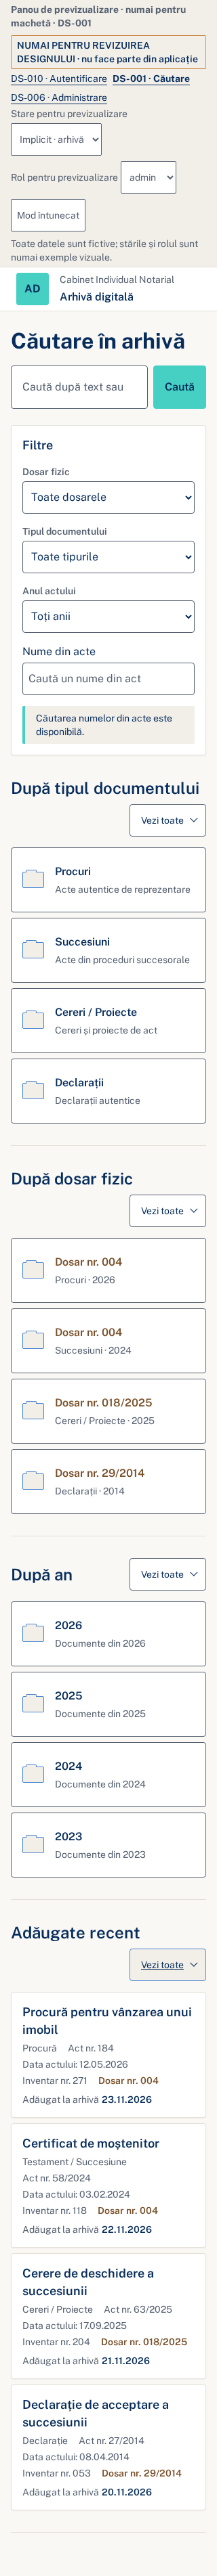 Panou de previzualizare · numai pentru
machetă · DS-001
NUMAI PENTRU REVIZUIREA
DESIGNULUI · nu face parte din aplicație
DS-010 · Autentificare DS-001 · Căutare
DS-006 · Administrare
Stare pentru previzualizare
Implicit · arhivă
Rol pentru previzualizare admin
Mod întunecat
Toate datele sunt fictive; stările și rolul sunt
numai exemple vizuale.
AD
Cabinet Individual Notarial
Arhivă digitală
Căutare în arhivă
Caută după text sau
Caută
Filtre
Dosar fizic
Toate dosarele
Tipul documentului
Toate tipurile
Anul actului
Toți anii
Nume din acte
Caută un nume din act
Căutarea numelor din acte este
disponibilă.
După tipul documentului
Vezi toate
Procuri
Acte autentice de reprezentare
Succesiuni
Acte din proceduri succesorale
Cereri / Proiecte
Cereri și proiecte de act
Declarații
Declarații autentice
După dosar fizic
Vezi toate
Dosar nr. 004
Procuri · 2026
Dosar nr. 004
Succesiuni · 2024
Dosar nr. 018/2025
Cereri / Proiecte · 2025
Dosar nr. 29/2014
Declarații · 2014
După an
Vezi toate
2026
Documente din 2026
2025
Documente din 2025
2024
Documente din 2024
2023
Documente din 2023
Adăugate recent
Vezi toate
Procură pentru vânzarea unui
imobil
Procură Act nr. 184
Data actului: 12.05.2026
Inventar nr. 271 Dosar nr. 004
Adăugat la arhivă 23.11.2026
Certificat de moștenitor
Testament / Succesiune
Act nr. 58/2024
Data actului: 03.02.2024
Inventar nr. 118 Dosar nr. 004
Adăugat la arhivă 22.11.2026
Cerere de deschidere a
succesiunii
Cereri / Proiecte Act nr. 63/2025
Data actului: 17.09.2025
Inventar nr. 204 Dosar nr. 018/2025
Adăugat la arhivă 21.11.2026
Declarație de acceptare a
succesiunii
Declarație Act nr. 27/2014
Data actului: 08.04.2014
Inventar nr. 053 Dosar nr. 29/2014
Adăugat la arhivă 20.11.2026